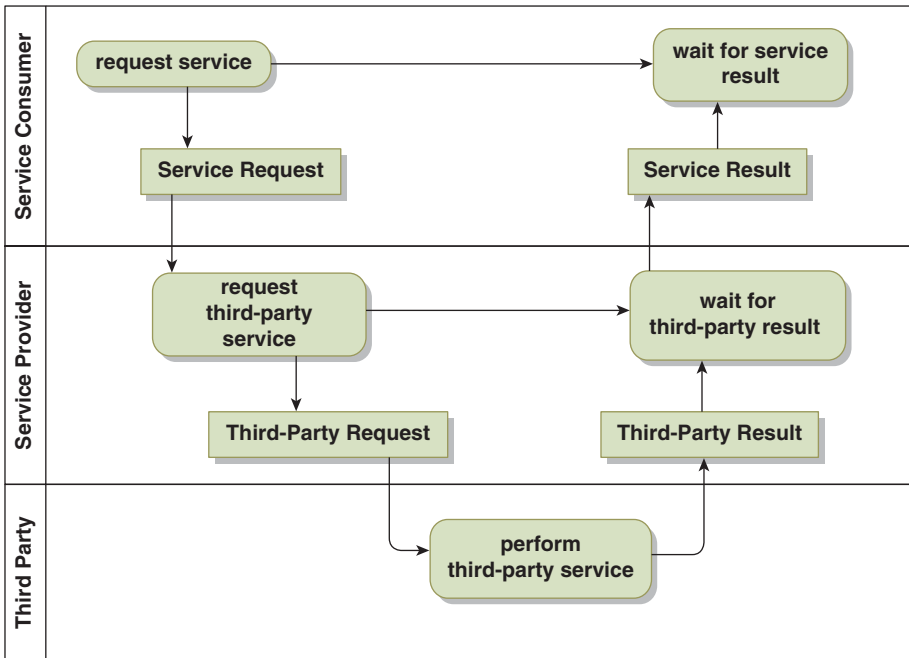 Service Consumer
request service
wait for service
result
Service Request
Service Result
Service Provider
request
third-party
service
wait for
third-party result
Third-Party Request
Third-Party Result
Third Party
perform
third-party service